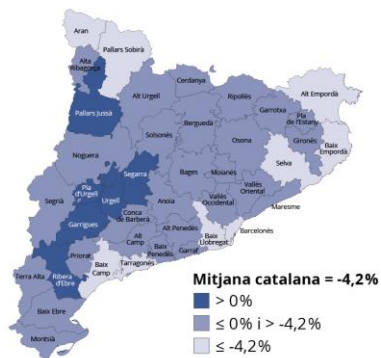 Aran
Pallars Sobirà
Alta
Ribagorça
Cerdanya
Pallars Jussà
Alt Urgell
Ripollès
Alt Empordà
Garrotxa
Berguedà
Pla de
l'Estany
Solsonès
Osona
Gironès
Baix
Empordà
Noguera
Segarra
Bages
Moianès
Selva
Pla
d'Urgell
Urgell
Anoia
Vallès
Occidental
Vallès
Oriental
Segrià
Maresme
Garrigues
Conca
de Barberà
Alt
Camp
Alt Penedès
Baix
Llobregat
Barcelonès
Priorat
Baix
Camp
Tarragonès
Baix
Penedès
Garraf
Terra Alta
Ribera
d'Ebre
Baix Ebre
Montsià
Mitjana catalana = -4,2%
> 0%
≤ 0% i > -4,2%
≤ -4,2%